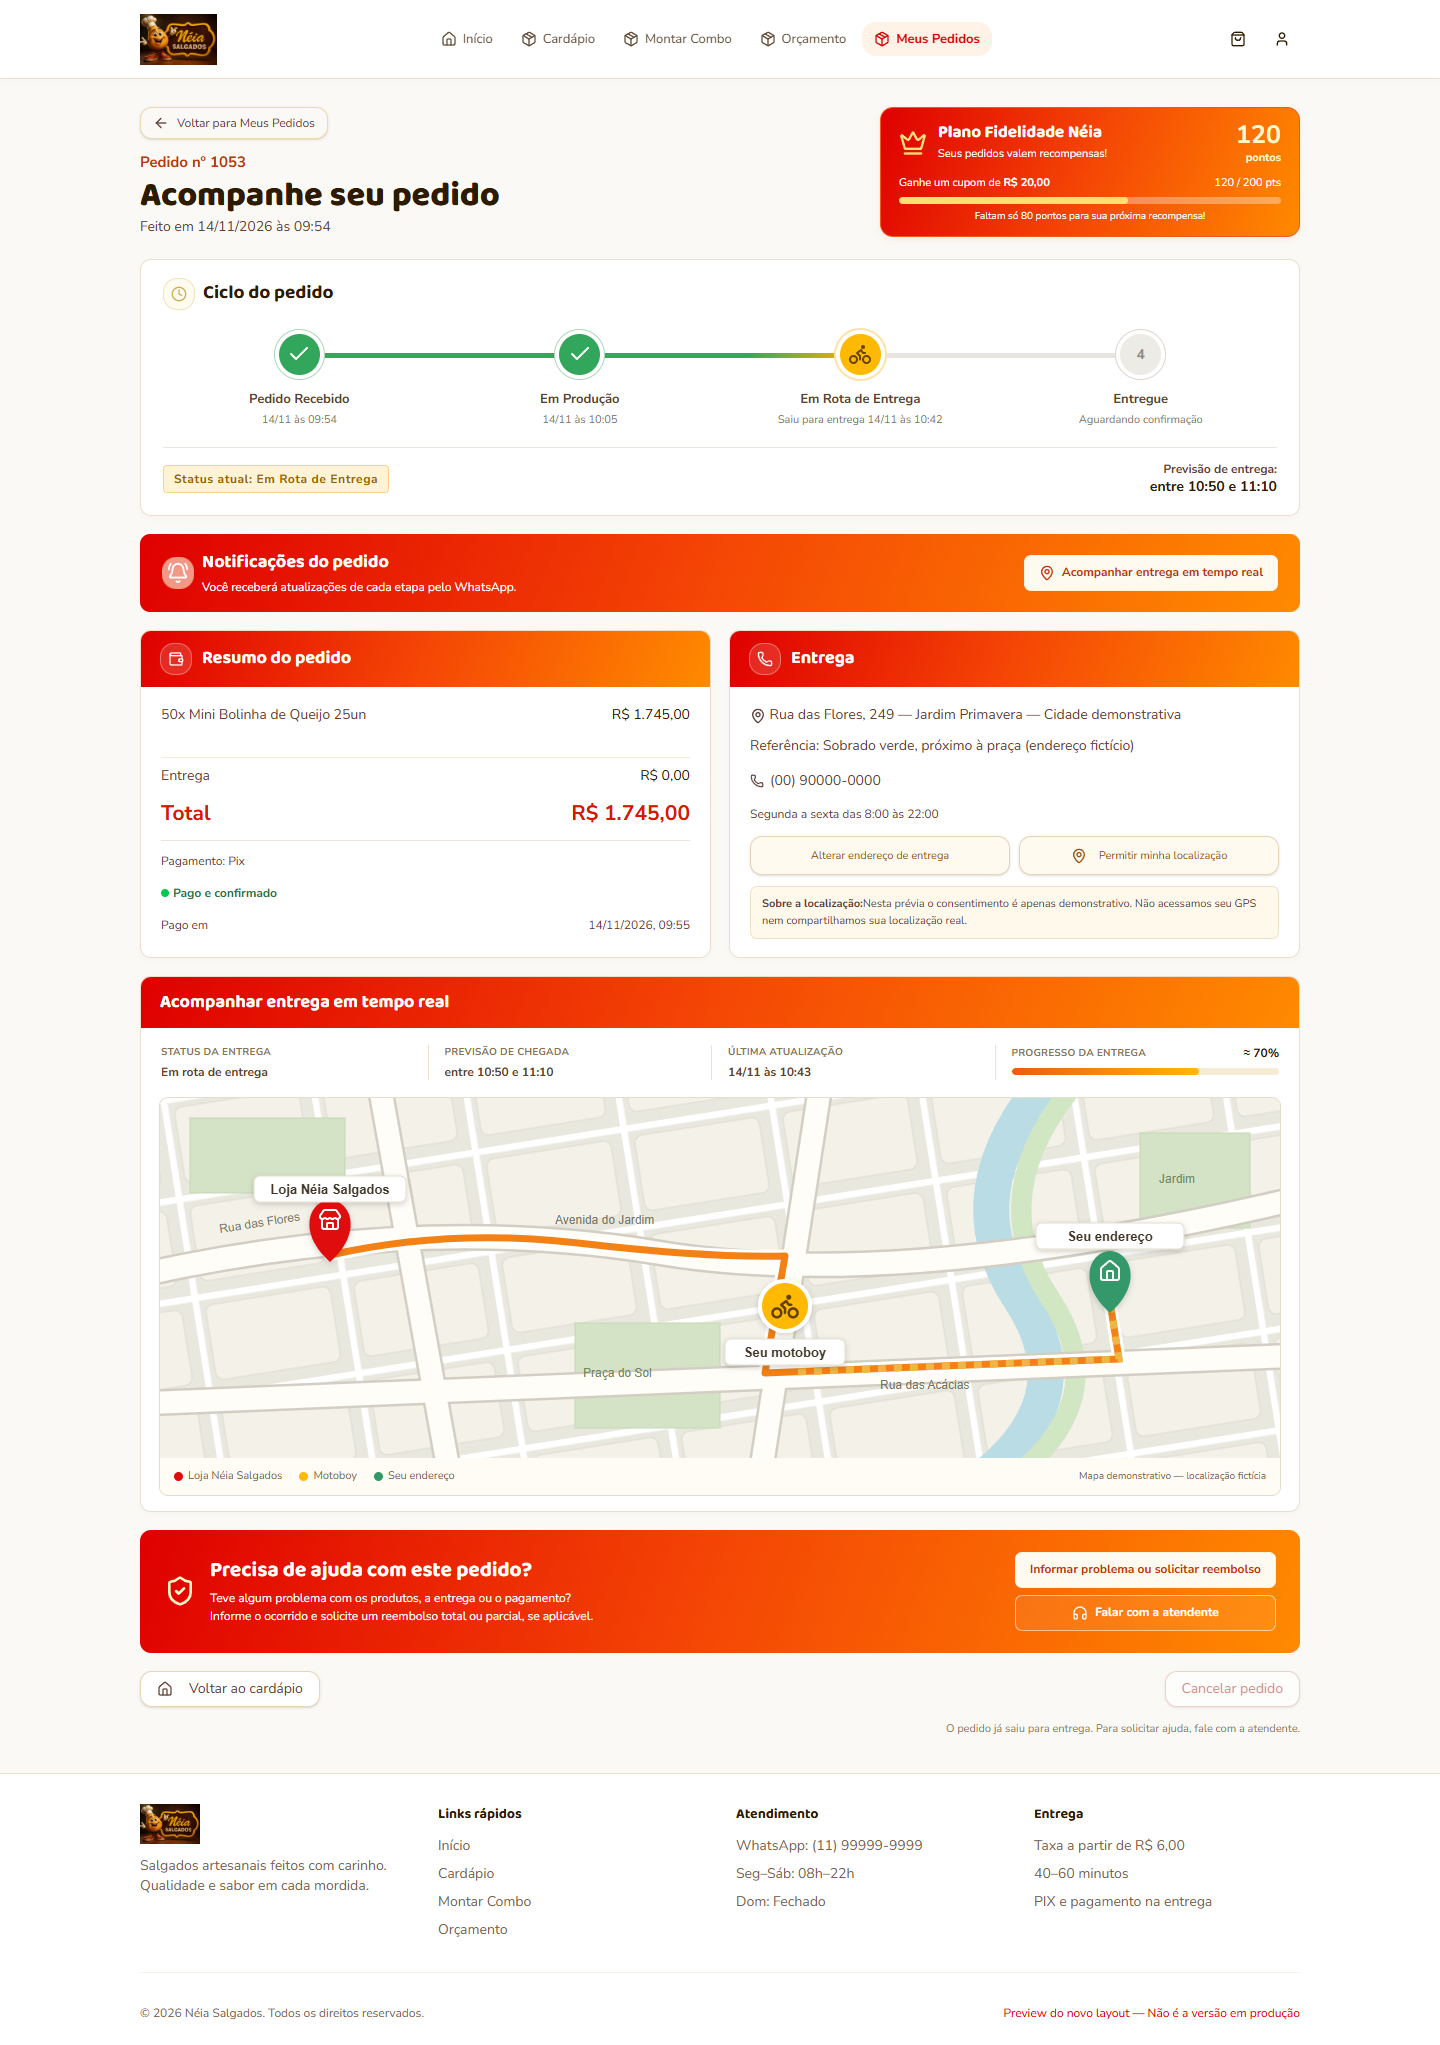 Néia
SALGADOS
Início
Cardápio
Montar Combo
Orçamento
Meus Pedidos
Voltar para Meus Pedidos
Pedido nº 1053
Acompanhe seu pedido
Feito em 14/11/2026 às 09:54
Plano Fidelidade Néia
Seus pedidos valem recompensas!
120
pontos
Ganhe um cupom de R$ 20,00
120 / 200 pts
Faltam só 80 pontos para sua próxima recompensa!
Ciclo do pedido
4
Pedido Recebido
Em Produção
Em Rota de Entrega
Entregue
14/11 às 09:54
14/11 às 10:05
Saiu para entrega 14/11 às 10:42
Aguardando confirmação
Status atual: Em Rota de Entrega
Previsão de entrega:
entre 10:50 e 11:10
Notificações do pedido
Você receberá atualizações de cada etapa pelo WhatsApp.
Acompanhar entrega em tempo real
Resumo do pedido
50x Mini Bolinha de Queijo 25un
R$ 1.745,00
Entrega
R$ 0,00
Total
R$ 1.745,00
Pagamento: Pix
Pago e confirmado
Pago em
14/11/2026, 09:55
Entrega
Rua das Flores, 249 — Jardim Primavera — Cidade demonstrativa
Referência: Sobrado verde, próximo à praça (endereço fictício)
(00) 90000-0000
Segunda a sexta das 8:00 às 22:00
Alterar endereço de entrega
Permitir minha localização
Sobre a localização:Nesta prévia o consentimento é apenas demonstrativo. Não acessamos seu GPS
nem compartilhamos sua localização real.
Acompanhar entrega em tempo real
STATUS DA ENTREGA
Em rota de entrega
PREVISÃO DE CHEGADA
entre 10:50 e 11:10
ÚLTIMA ATUALIZAÇÃO
14/11 às 10:43
PROGRESSO DA ENTREGA
≈ 70%
Jardim
Loja Néia Salgados
Rua das Flores
Avenida do Jardim
Seu endereço
Seu motoboy
Praça do Sol
Rua das Acácias
Loja Néia Salgados
Motoboy
Seu endereço
Mapa demonstrativo — localização fictícia
Precisa de ajuda com este pedido?
Teve algum problema com os produtos, a entrega ou o pagamento?
Informe o ocorrido e solicite um reembolso total ou parcial, se aplicável.
Informar problema ou solicitar reembolso
Falar com a atendente
Voltar ao cardápio
Cancelar pedido
O pedido já saiu para entrega. Para solicitar ajuda, fale com a atendente.
Néia
SALGADOS
Salgados artesanais feitos com carinho.
Qualidade e sabor em cada mordida.
Links rápidos
Início
Cardápio
Montar Combo
Orçamento
Atendimento
WhatsApp: (11) 99999-9999
Seg–Sáb: 08h–22h
Dom: Fechado
Entrega
Taxa a partir de R$ 6,00
40–60 minutos
PIX e pagamento na entrega
© 2026 Néia Salgados. Todos os direitos reservados.
Preview do novo layout — Não é a versão em produção